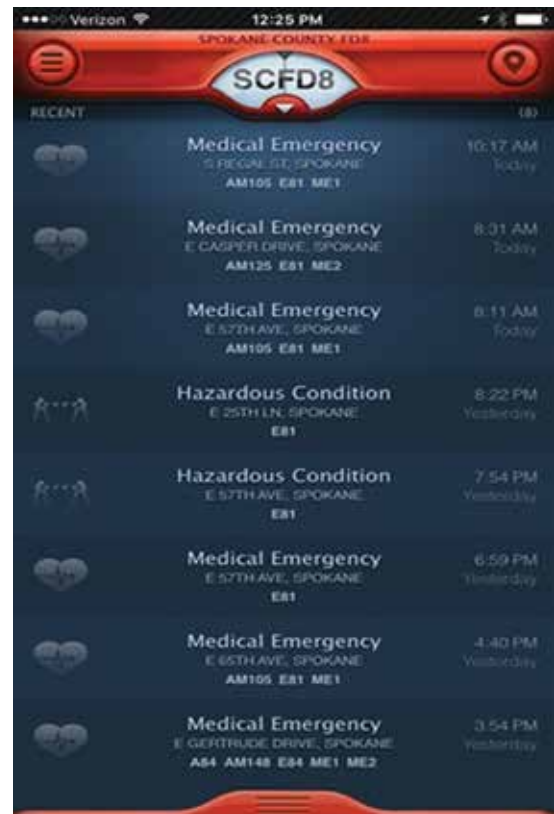 Verizon 12:25 PM
SPOKANE COUNTY FD8
SCFD8
RECENT (8)
Medical Emergency 10:17 AM
S REGAL ST, SPOKANE Today
AM105 E81 ME1
Medical Emergency 8:31 AM
E CASPER DRIVE, SPOKANE Today
AM125 E81 ME2
Medical Emergency 8:11 AM
E 57TH AVE, SPOKANE Today
AM105 E81 ME1
Hazardous Condition 8:22 PM
E 25TH LN, SPOKANE Yesterday
E81
Hazardous Condition 7:54 PM
E 57TH AVE, SPOKANE Yesterday
E81
Medical Emergency 6:59 PM
E 57TH AVE, SPOKANE Yesterday
E81
Medical Emergency 4:40 PM
E 65TH AVE, SPOKANE Yesterday
AM105 E81 ME1
Medical Emergency 3:54 PM
E GERTRUDE DRIVE, SPOKANE Yesterday
A84 AM148 E84 ME1 ME2